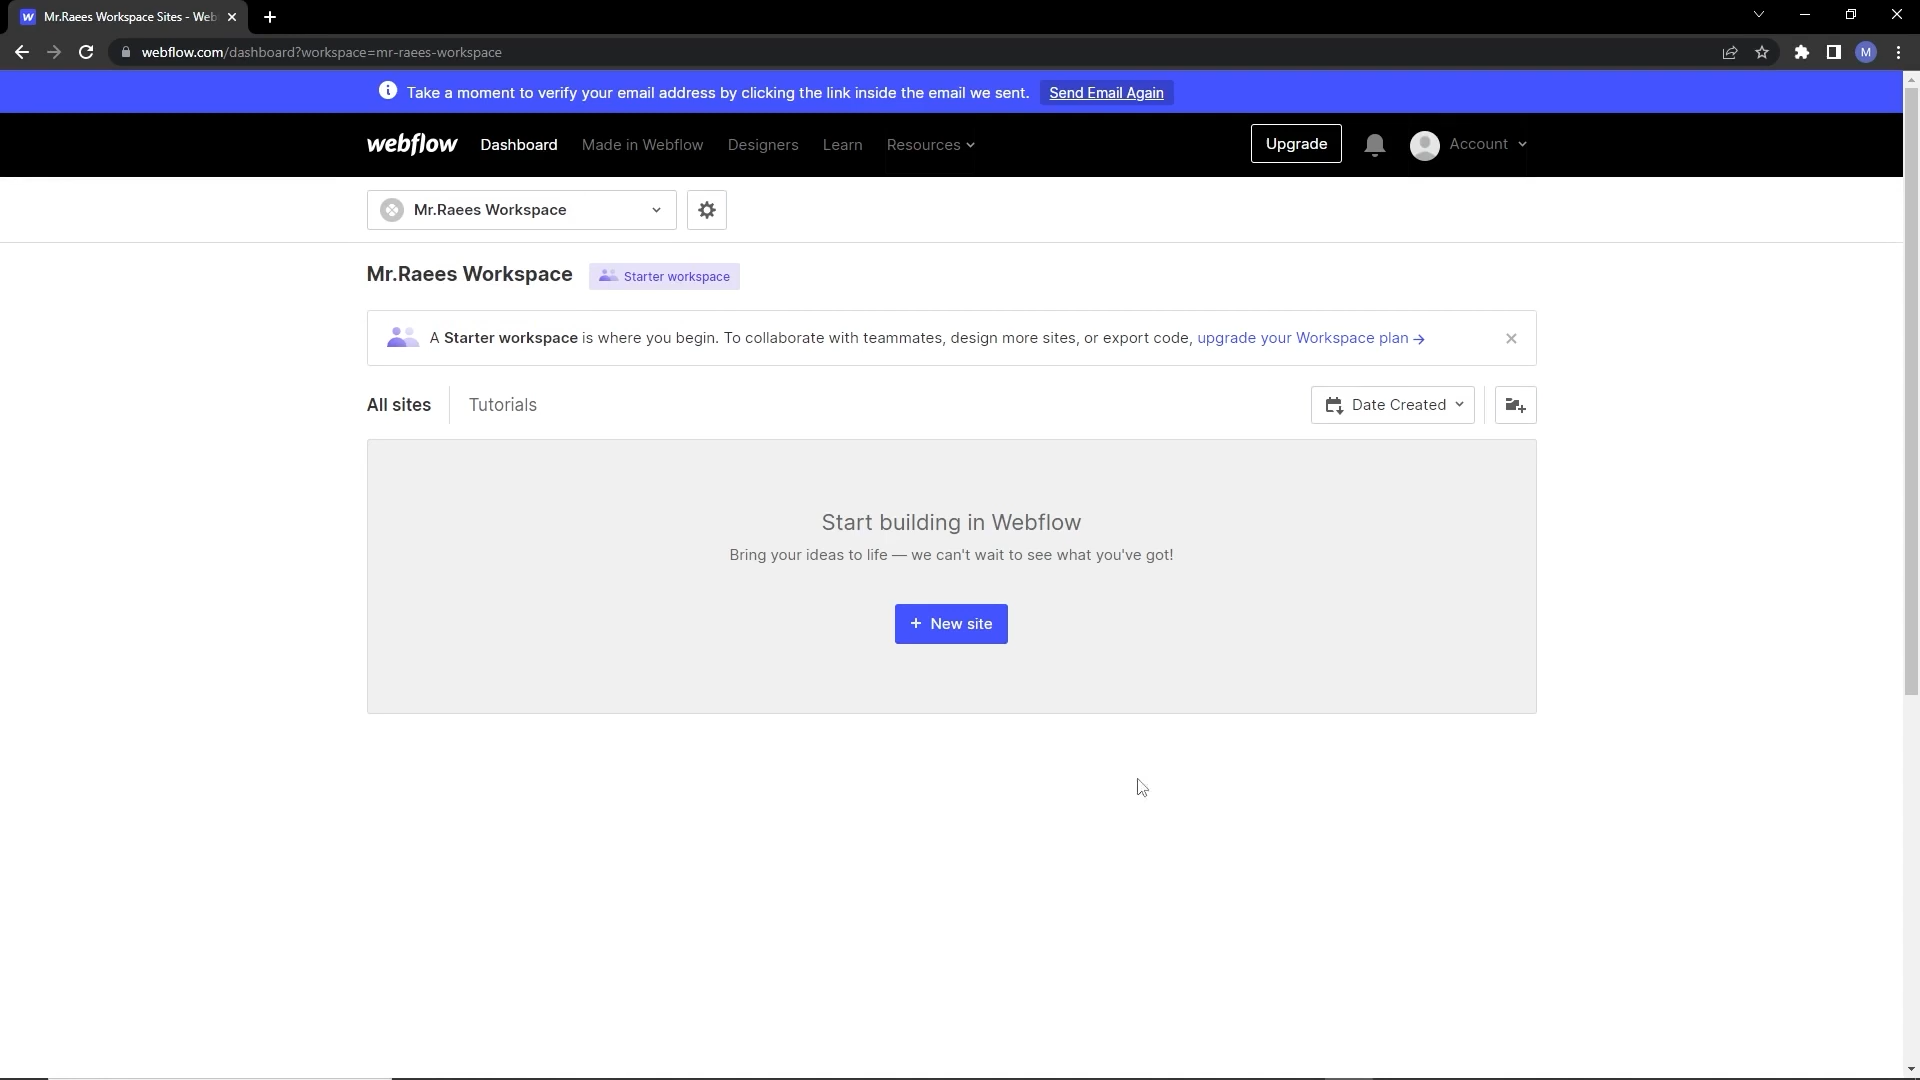 Mr.Raees Workspace Sites - Web
webflow.com/dashboard?workspace=mr-raees-workspace
M
Take a moment to verify your email address by clicking the link inside the email we sent. Send Email Again
webflow Dashboard Made in Webflow Designers Learn Resources Upgrade Account
Mr.Raees Workspace
Mr.Raees Workspace Starter workspace
A Starter workspace is where you begin. To collaborate with teammates, design more sites, or export code, upgrade your Workspace plan →
All sites Tutorials Date Created
Start building in Webflow
Bring your ideas to life — we can't wait to see what you've got!
+ New site